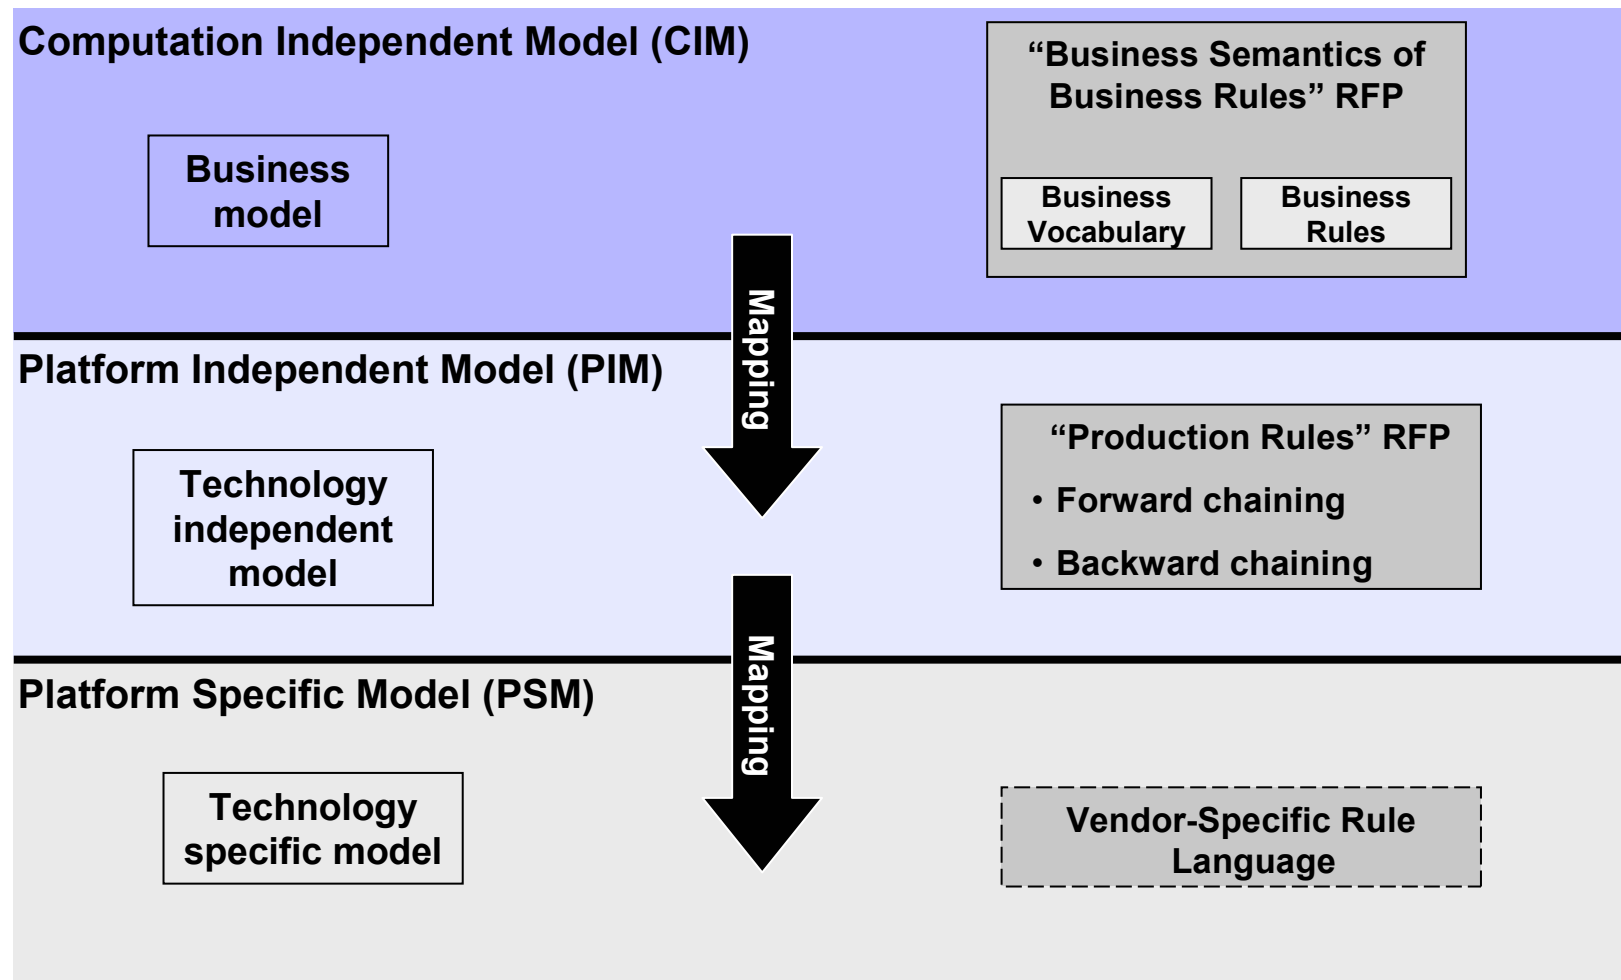 Computation Independent Model (CIM)
“Business Semantics of
Business Rules” RFP
Business
model
Business
Vocabulary
Business
Rules
Mapping
Platform Independent Model (PIM)
“Production Rules” RFP
Technology
independent
model
• Forward chaining
• Backward chaining
Mapping
Platform Specific Model (PSM)
Technology
specific model
Vendor-Specific Rule
Language